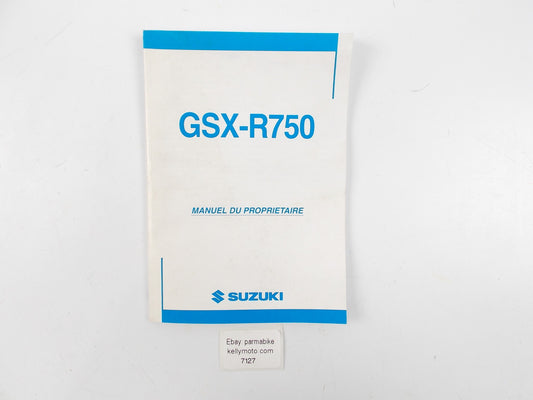 GSX-R750
MANUEL DU PROPRIETAIRE
SUZUKI
Ebay parmabike
kellymoto com
7127